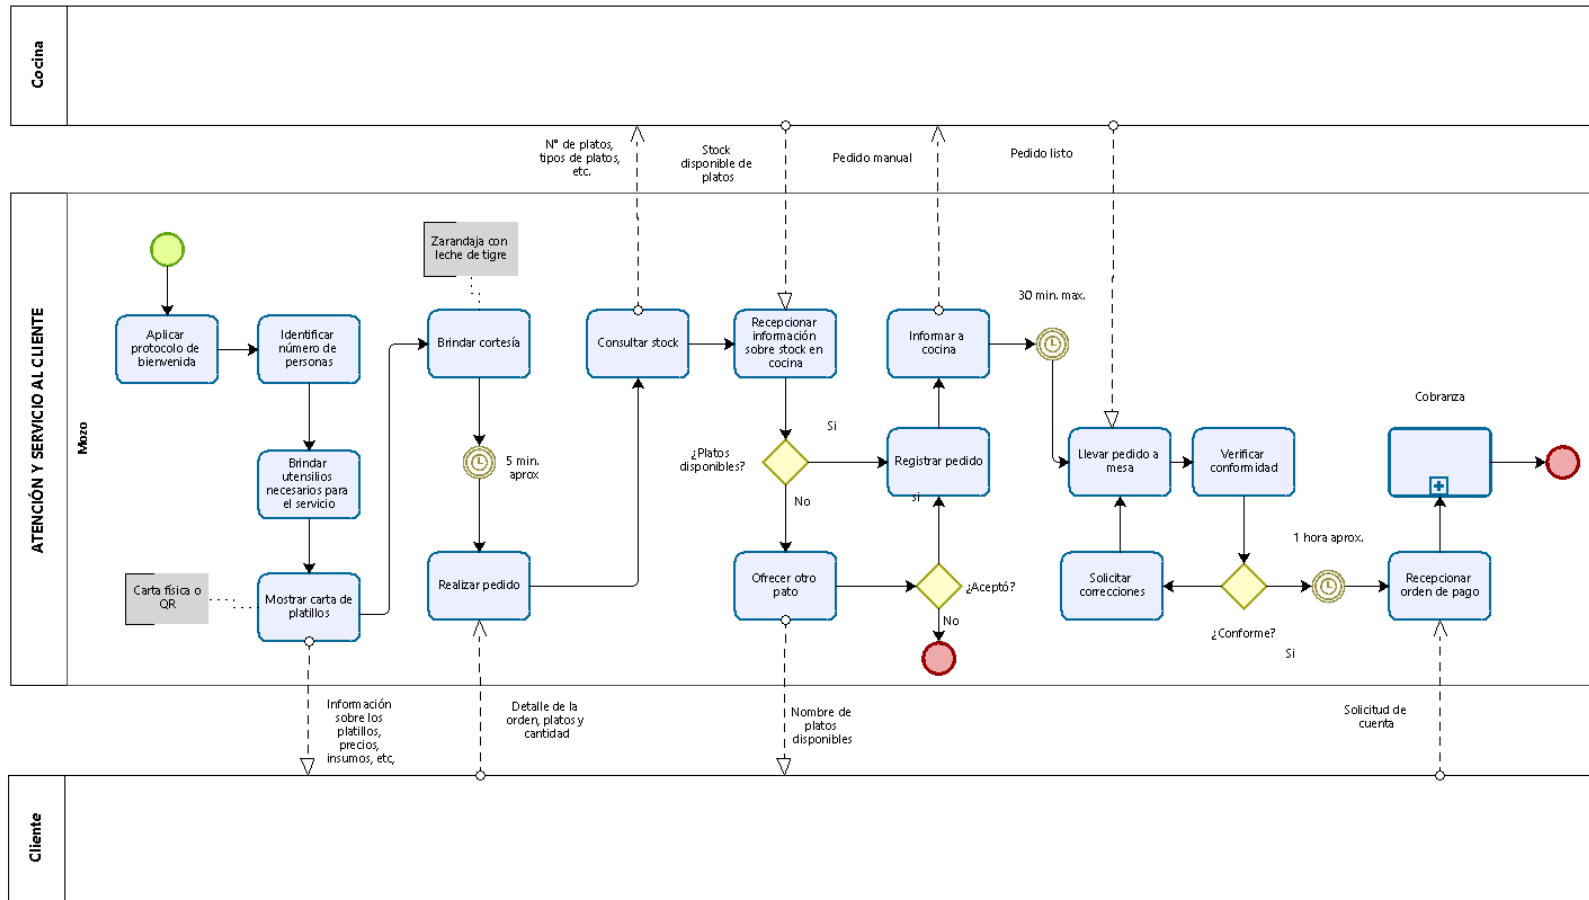 Cocina
N° de platos,
tipos de platos,
etc.
Stock
disponible de
platos
Pedido manual
Pedido listo
ATENCIÓN Y SERVICIO AL CLIENTE
Mozo
Zarandaja con
leche de tigre
30 min. max.
Aplicar
protocolo de
bienvenida
Identificar
número de
personas
Brindar cortesía
Consultar stock
Recepcionar
información
sobre stock en
cocina
Informar a
cocina
Cobranza
Si
¿Platos
disponibles?
Registrar pedido
si
Llevar pedido a
mesa
Verificar
conformidad
Brindar
utensilios
necesarios para
el servicio
5 min.
aprox
No
1 hora aprox.
Carta física o
QR
Mostrar carta de
platillos
Realizar pedido
Ofrecer otro
pato
¿Aceptó?
No
Solicitar
correcciones
¿Conforme?
Si
Recepcionar
orden de pago
Información
sobre los
platillos,
precios,
insumos, etc,
Detalle de la
orden, platos y
cantidad
Nombre de
platos
disponibles
Solicitud de
cuenta
Cliente